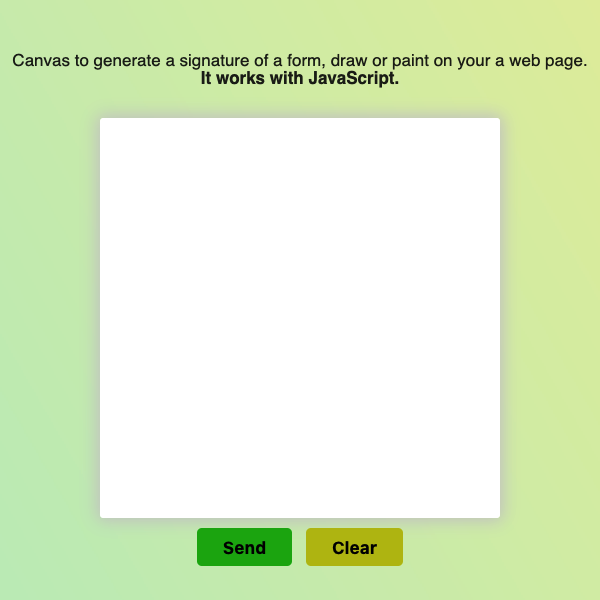 Canvas to generate a signature of a form, draw or paint on your a web page.
It works with JavaScript.
Send
Clear